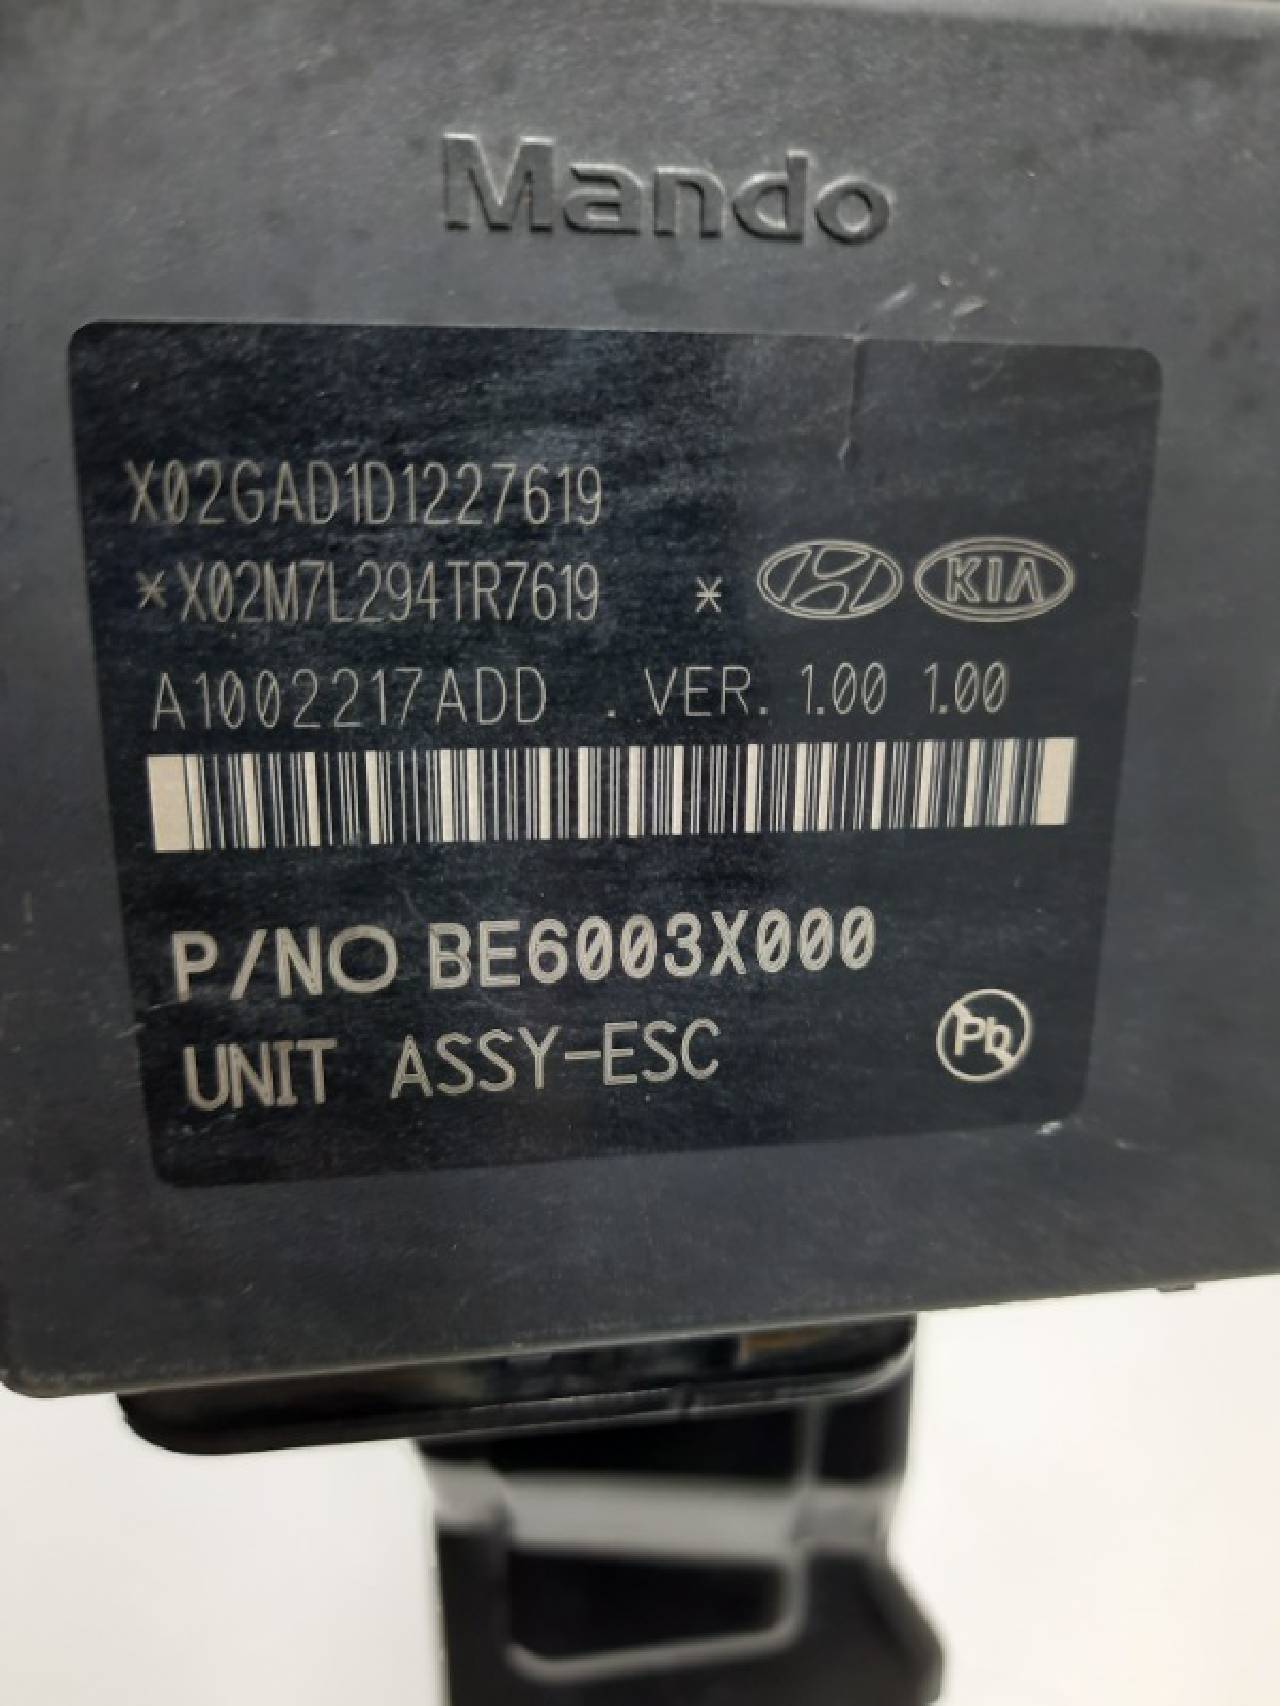 Mando
X02GAD1D1227619
*X02M7L294TR7619 *
KIA
A1002217ADD . VER. 1.00 1.00
P/NO BE6003X000
UNIT ASSY-ESC
Pb